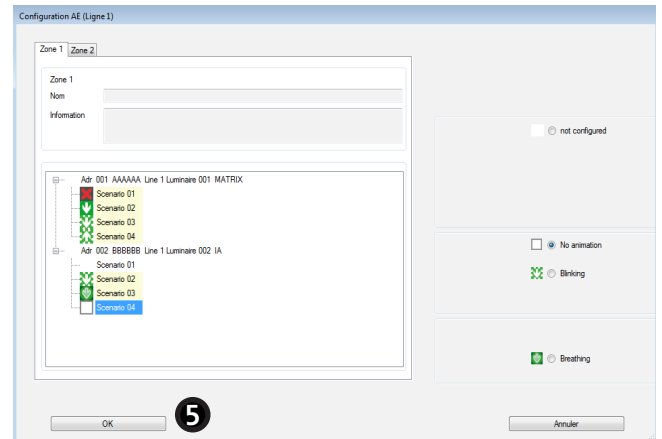 Configuration AE (Ligne 1)
Zone 1 Zone 2
Zone 1
Nom
Information
Adr 001 AAAAAA Line 1 Luminaire 001 MATRIX
Scenario 01
Scenario 02
Scenario 03
Scenario 04
Adr 002 BBBBBB Line 1 Luminaire 002 IA
Scenario 01
Scenario 02
Scenario 03
Scenario 04
not configured
No animation
Blinking
Breathing
OK
5
Annuler